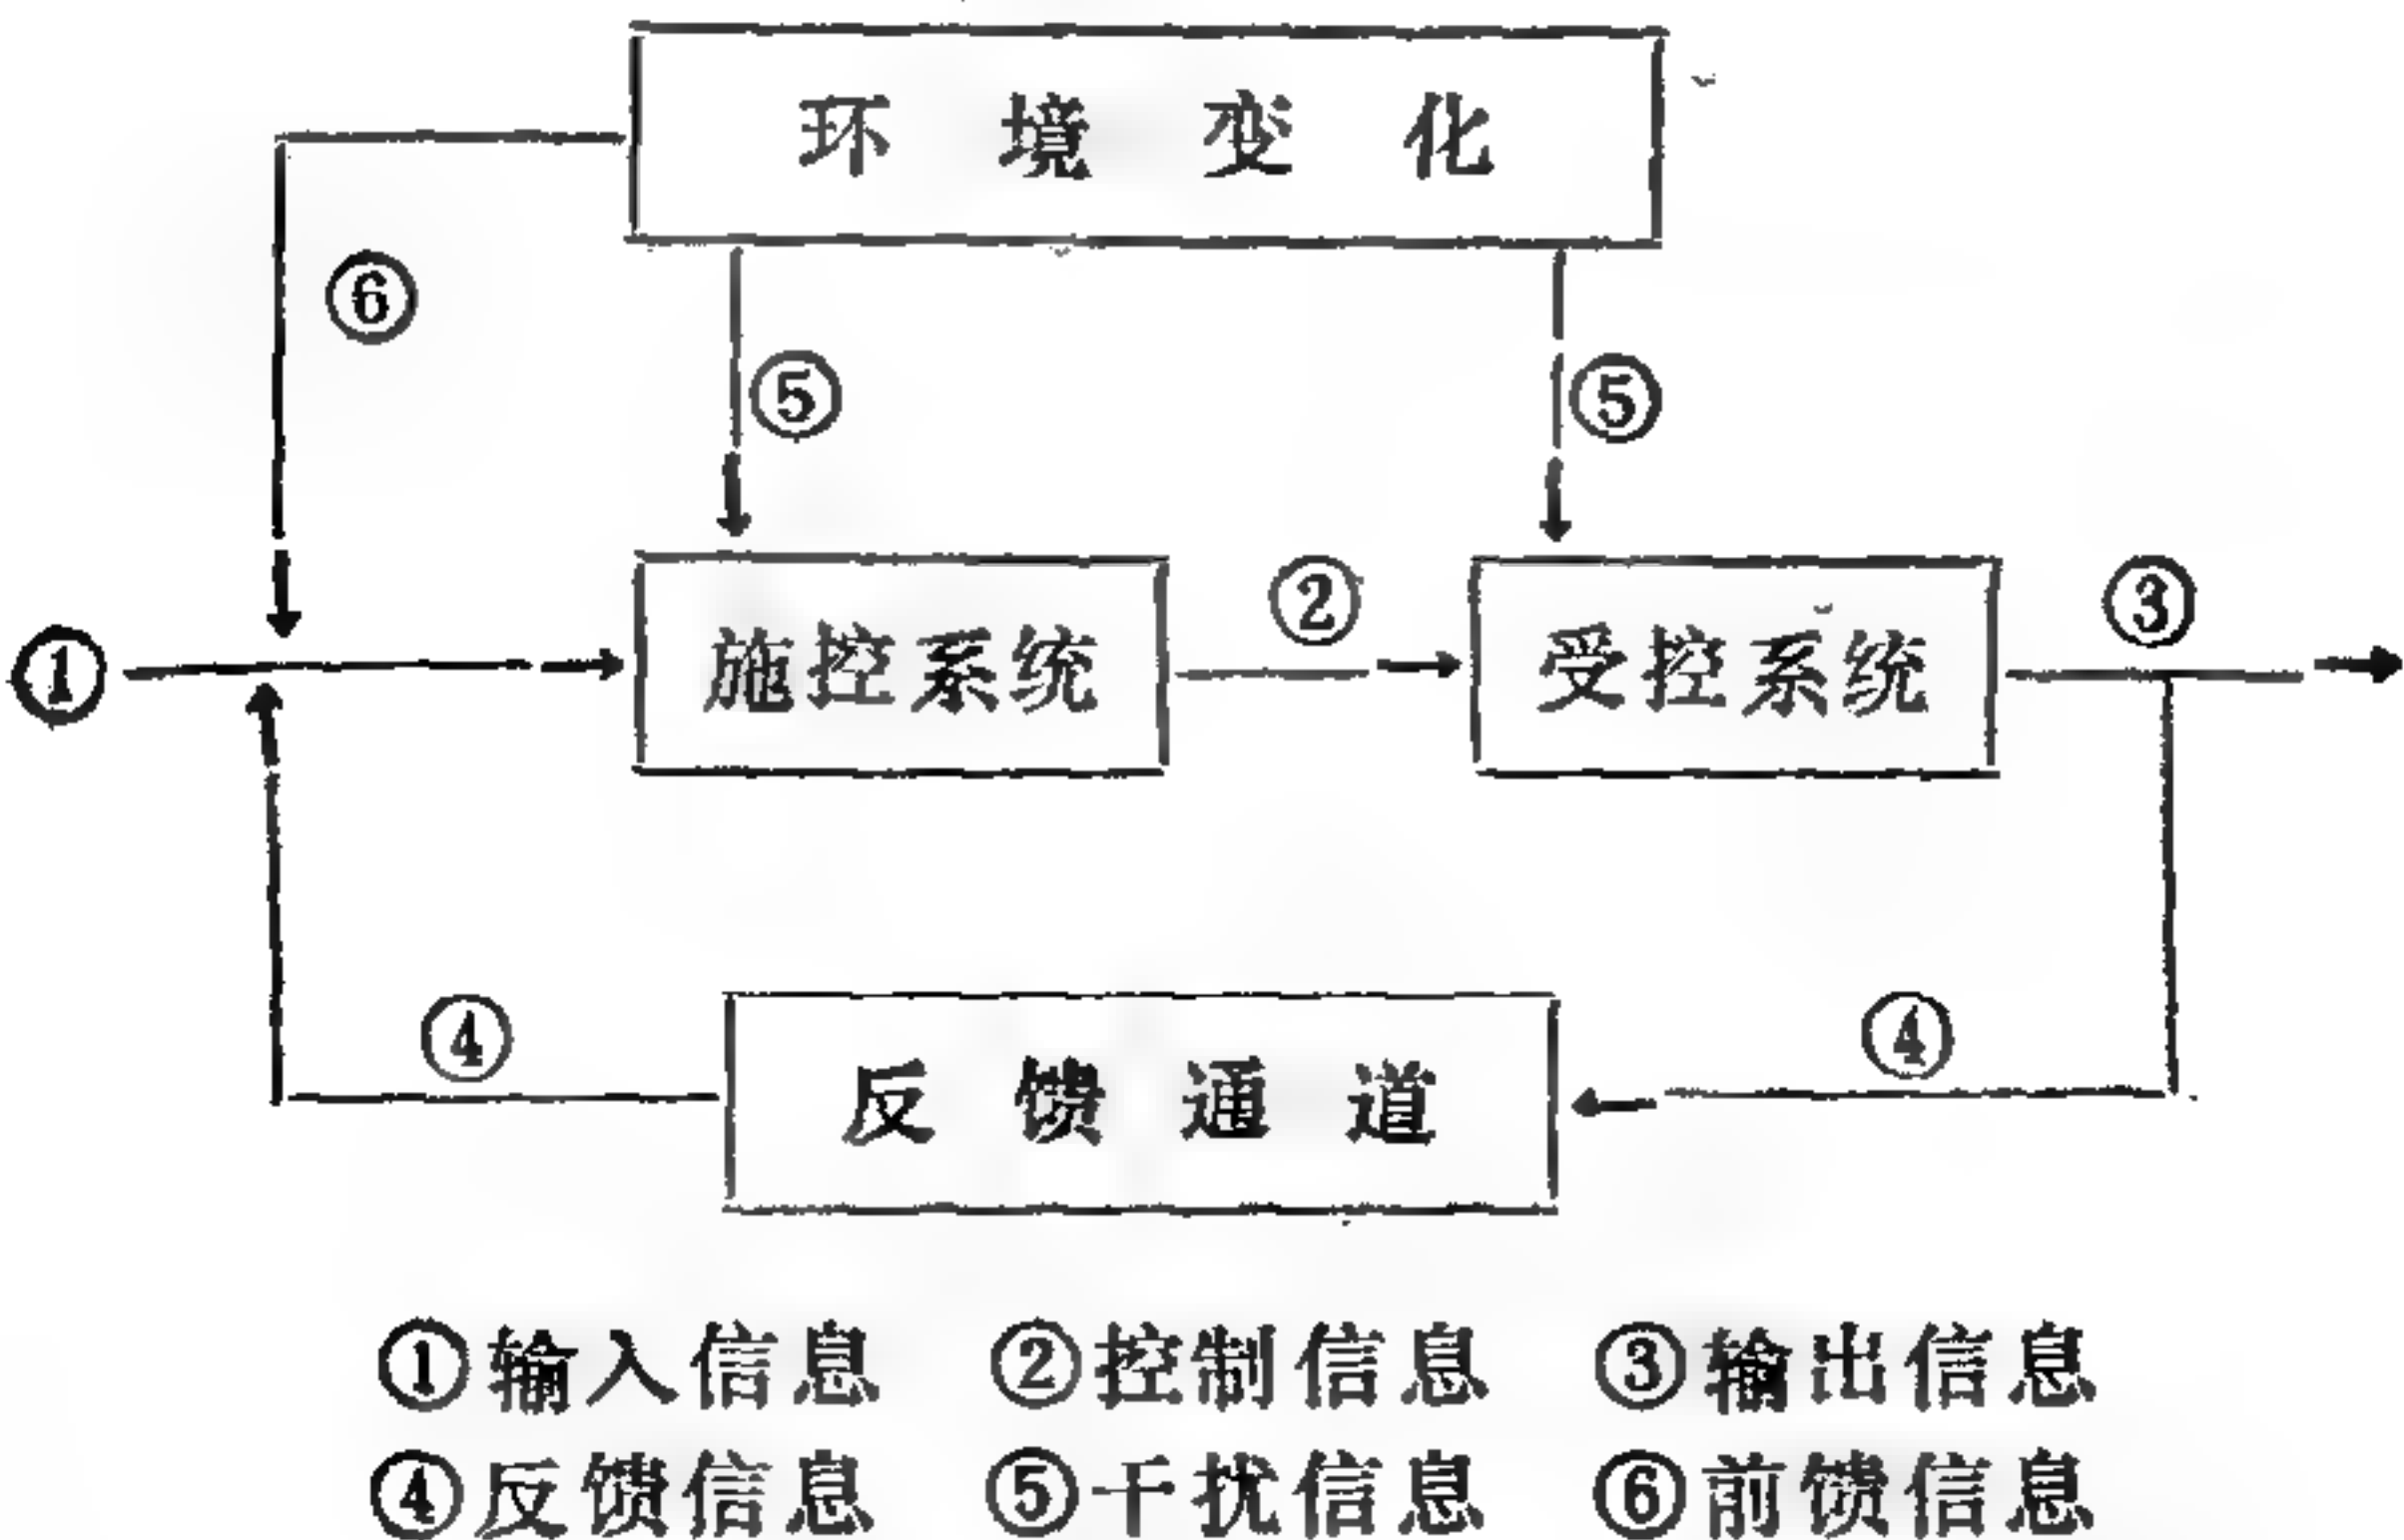 环境变化
⑥
⑤ ⑤
② ③
① 施控系统 受控系统
④ ④
反馈通道
①输入信息 ②控制信息 ③输出信息
④反馈信息 ⑤干扰信息 ⑥前馈信息